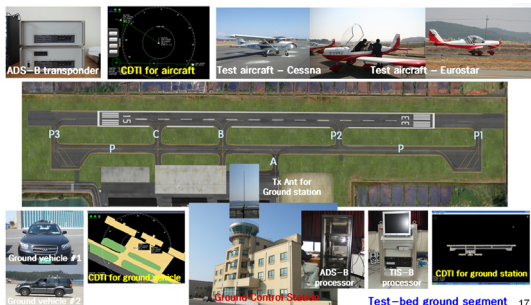 ADS-B transponder
CDTI for aircraft
Test aircraft - Cessna
Test aircraft - Eurostar
15
33
P3
C
B
P2
P1
P
P
A
Tx Ant for
Ground station
Ground vehicle #1
Ground vehicle #2
CDTI for ground vehicle
Ground Control Station
ADS-B
processor
TIS-B
processor
CDTI for ground station
Test-bed ground segment
17